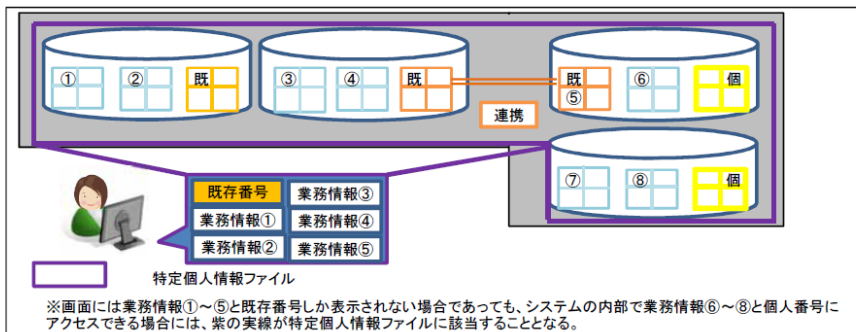 ① ② 既 ③ ④ 既 既 ⑥ 個
⑤
連携
⑦ ⑧ 個
既存番号 業務情報③
業務情報① 業務情報④
業務情報② 業務情報⑤
特定個人情報ファイル
※画面には業務情報①~⑤と既存番号しか表示されない場合であっても、システムの内部で業務情報⑥~⑧と個人番号に
アクセスできる場合には、紫の実線が特定個人情報ファイルに該当することとなる。